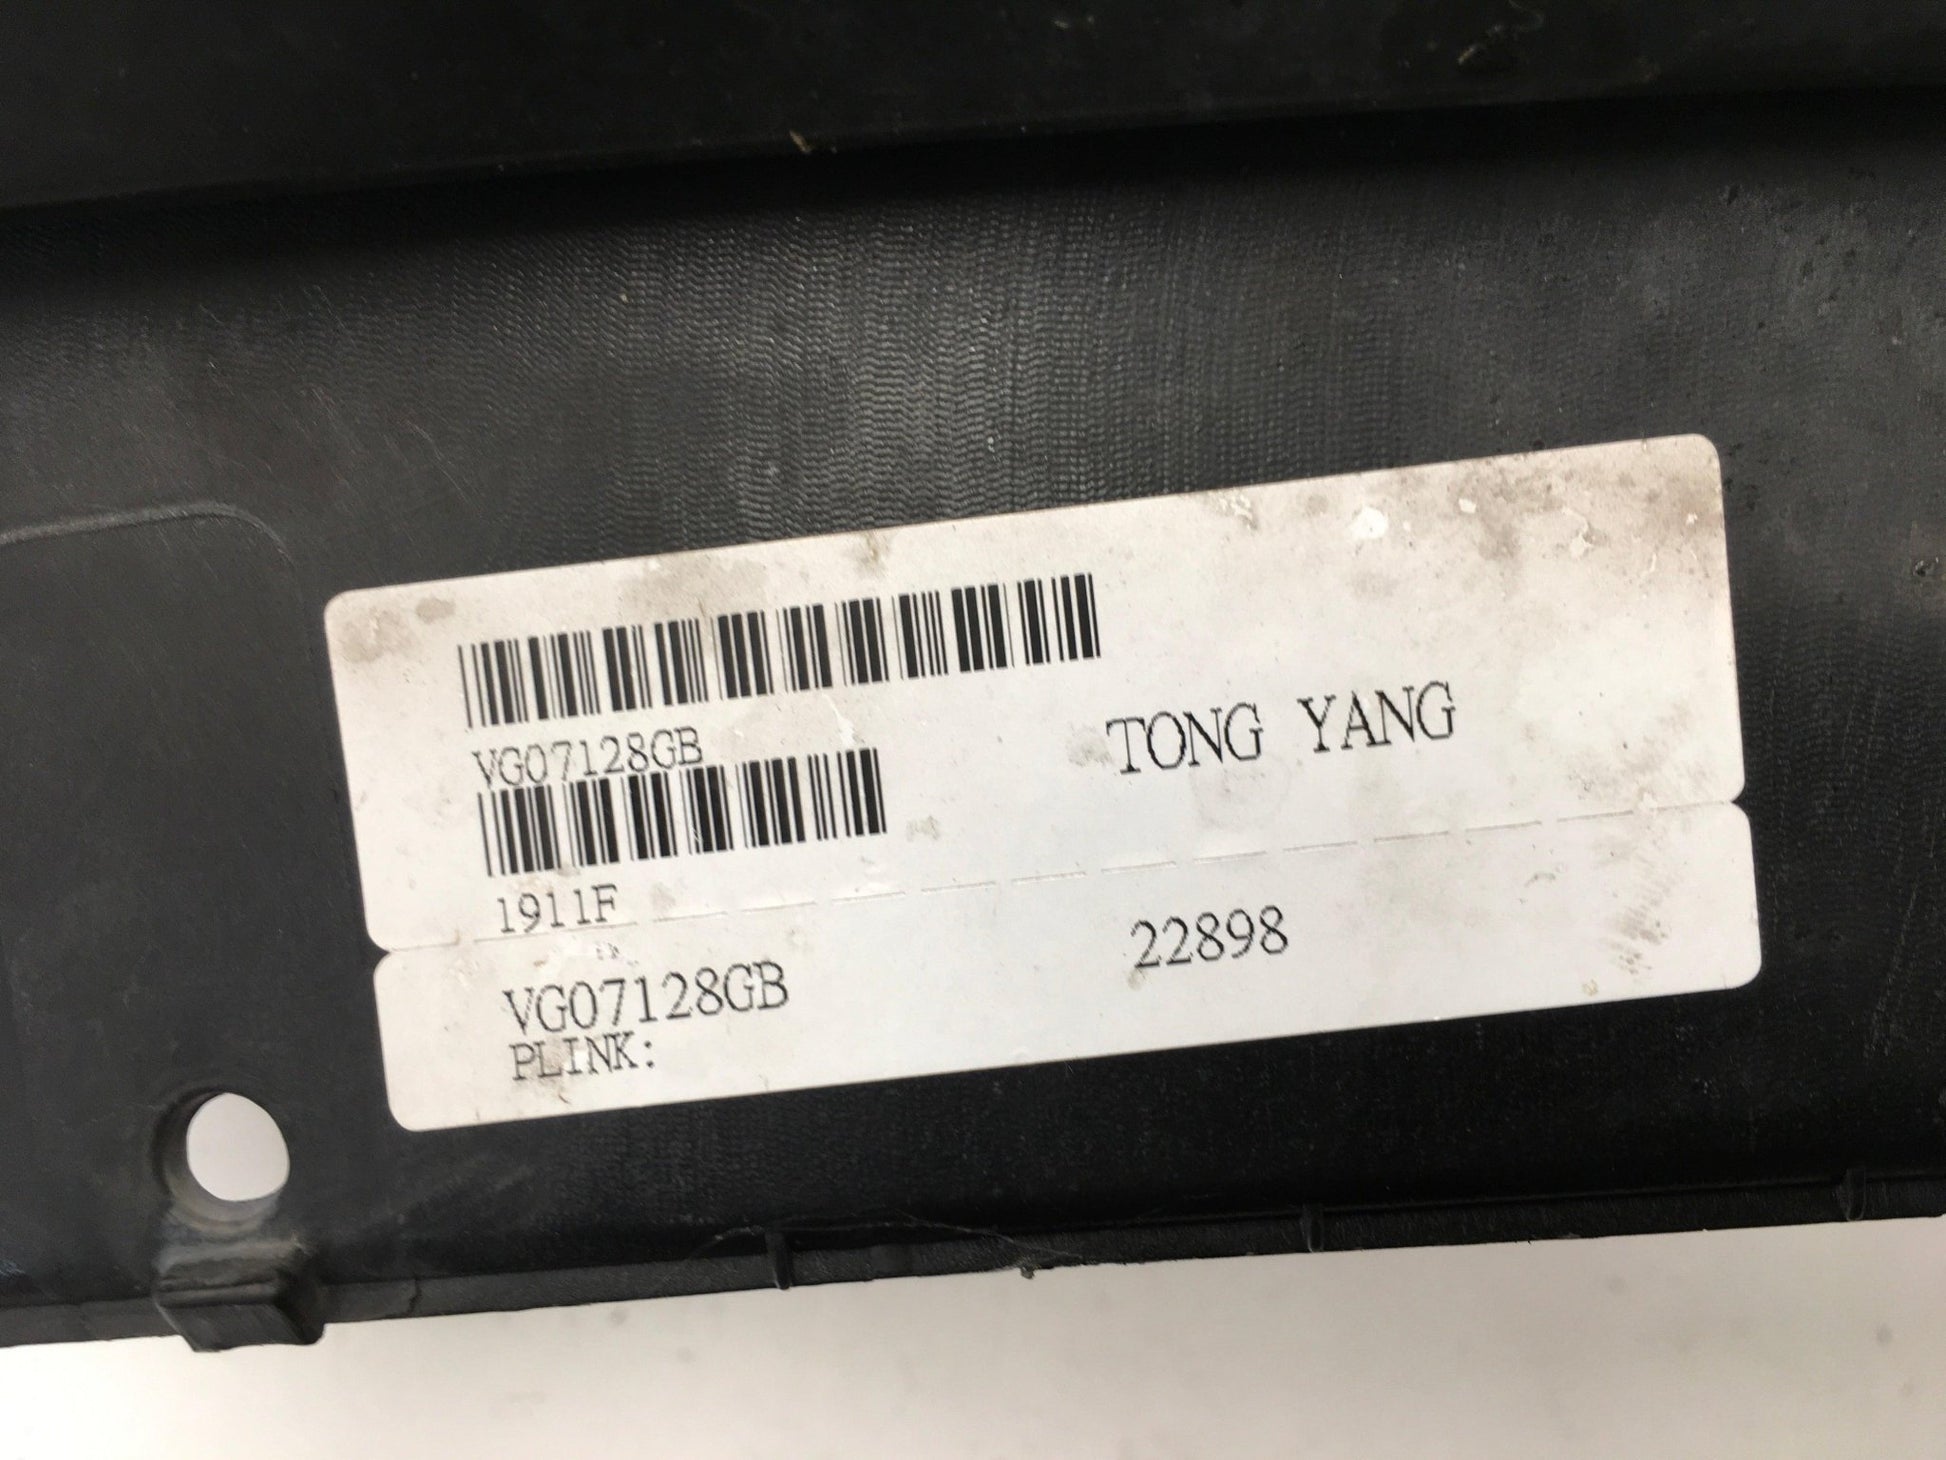 VG07128GB
TONG YANG
1911F
VG07128GB
22898
PLINK: